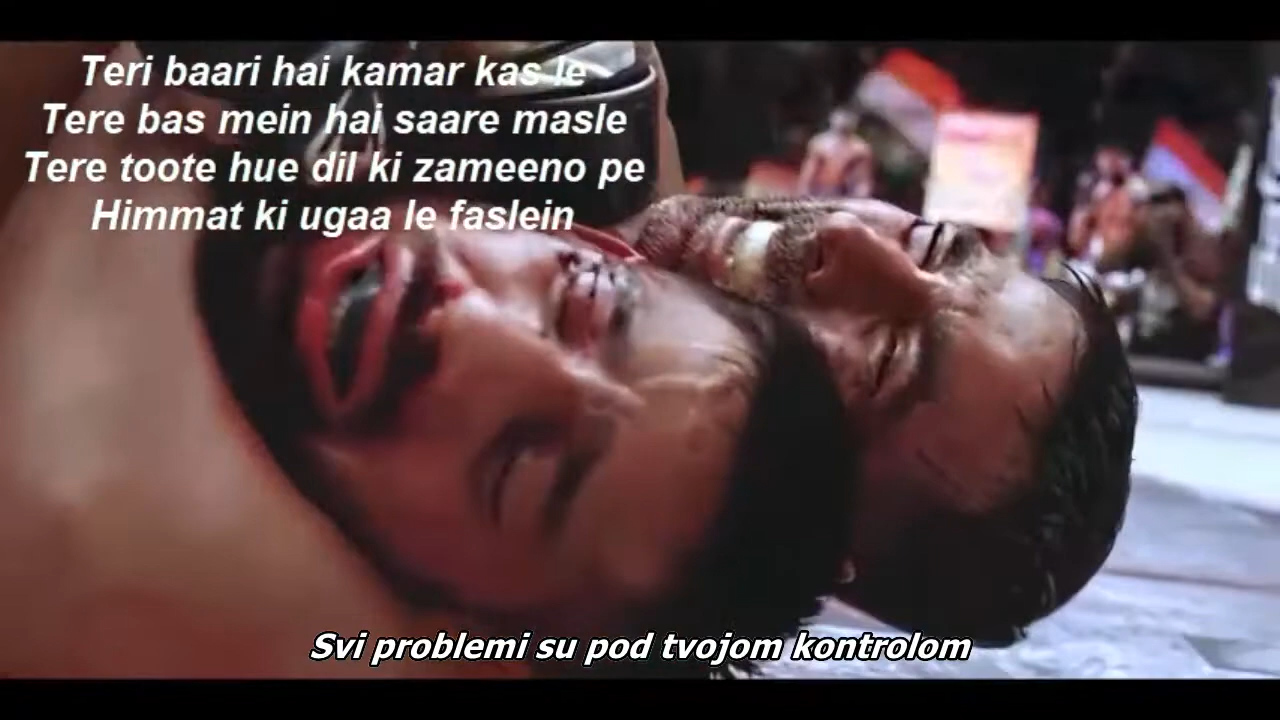 Teri baari hai kamar kas le
Tere bas mein hai saare masle
Tere toote hue dil ki zameeno pe
Himmat ki ugaa le faslein
Svi problemi su pod tvojom kontrolom